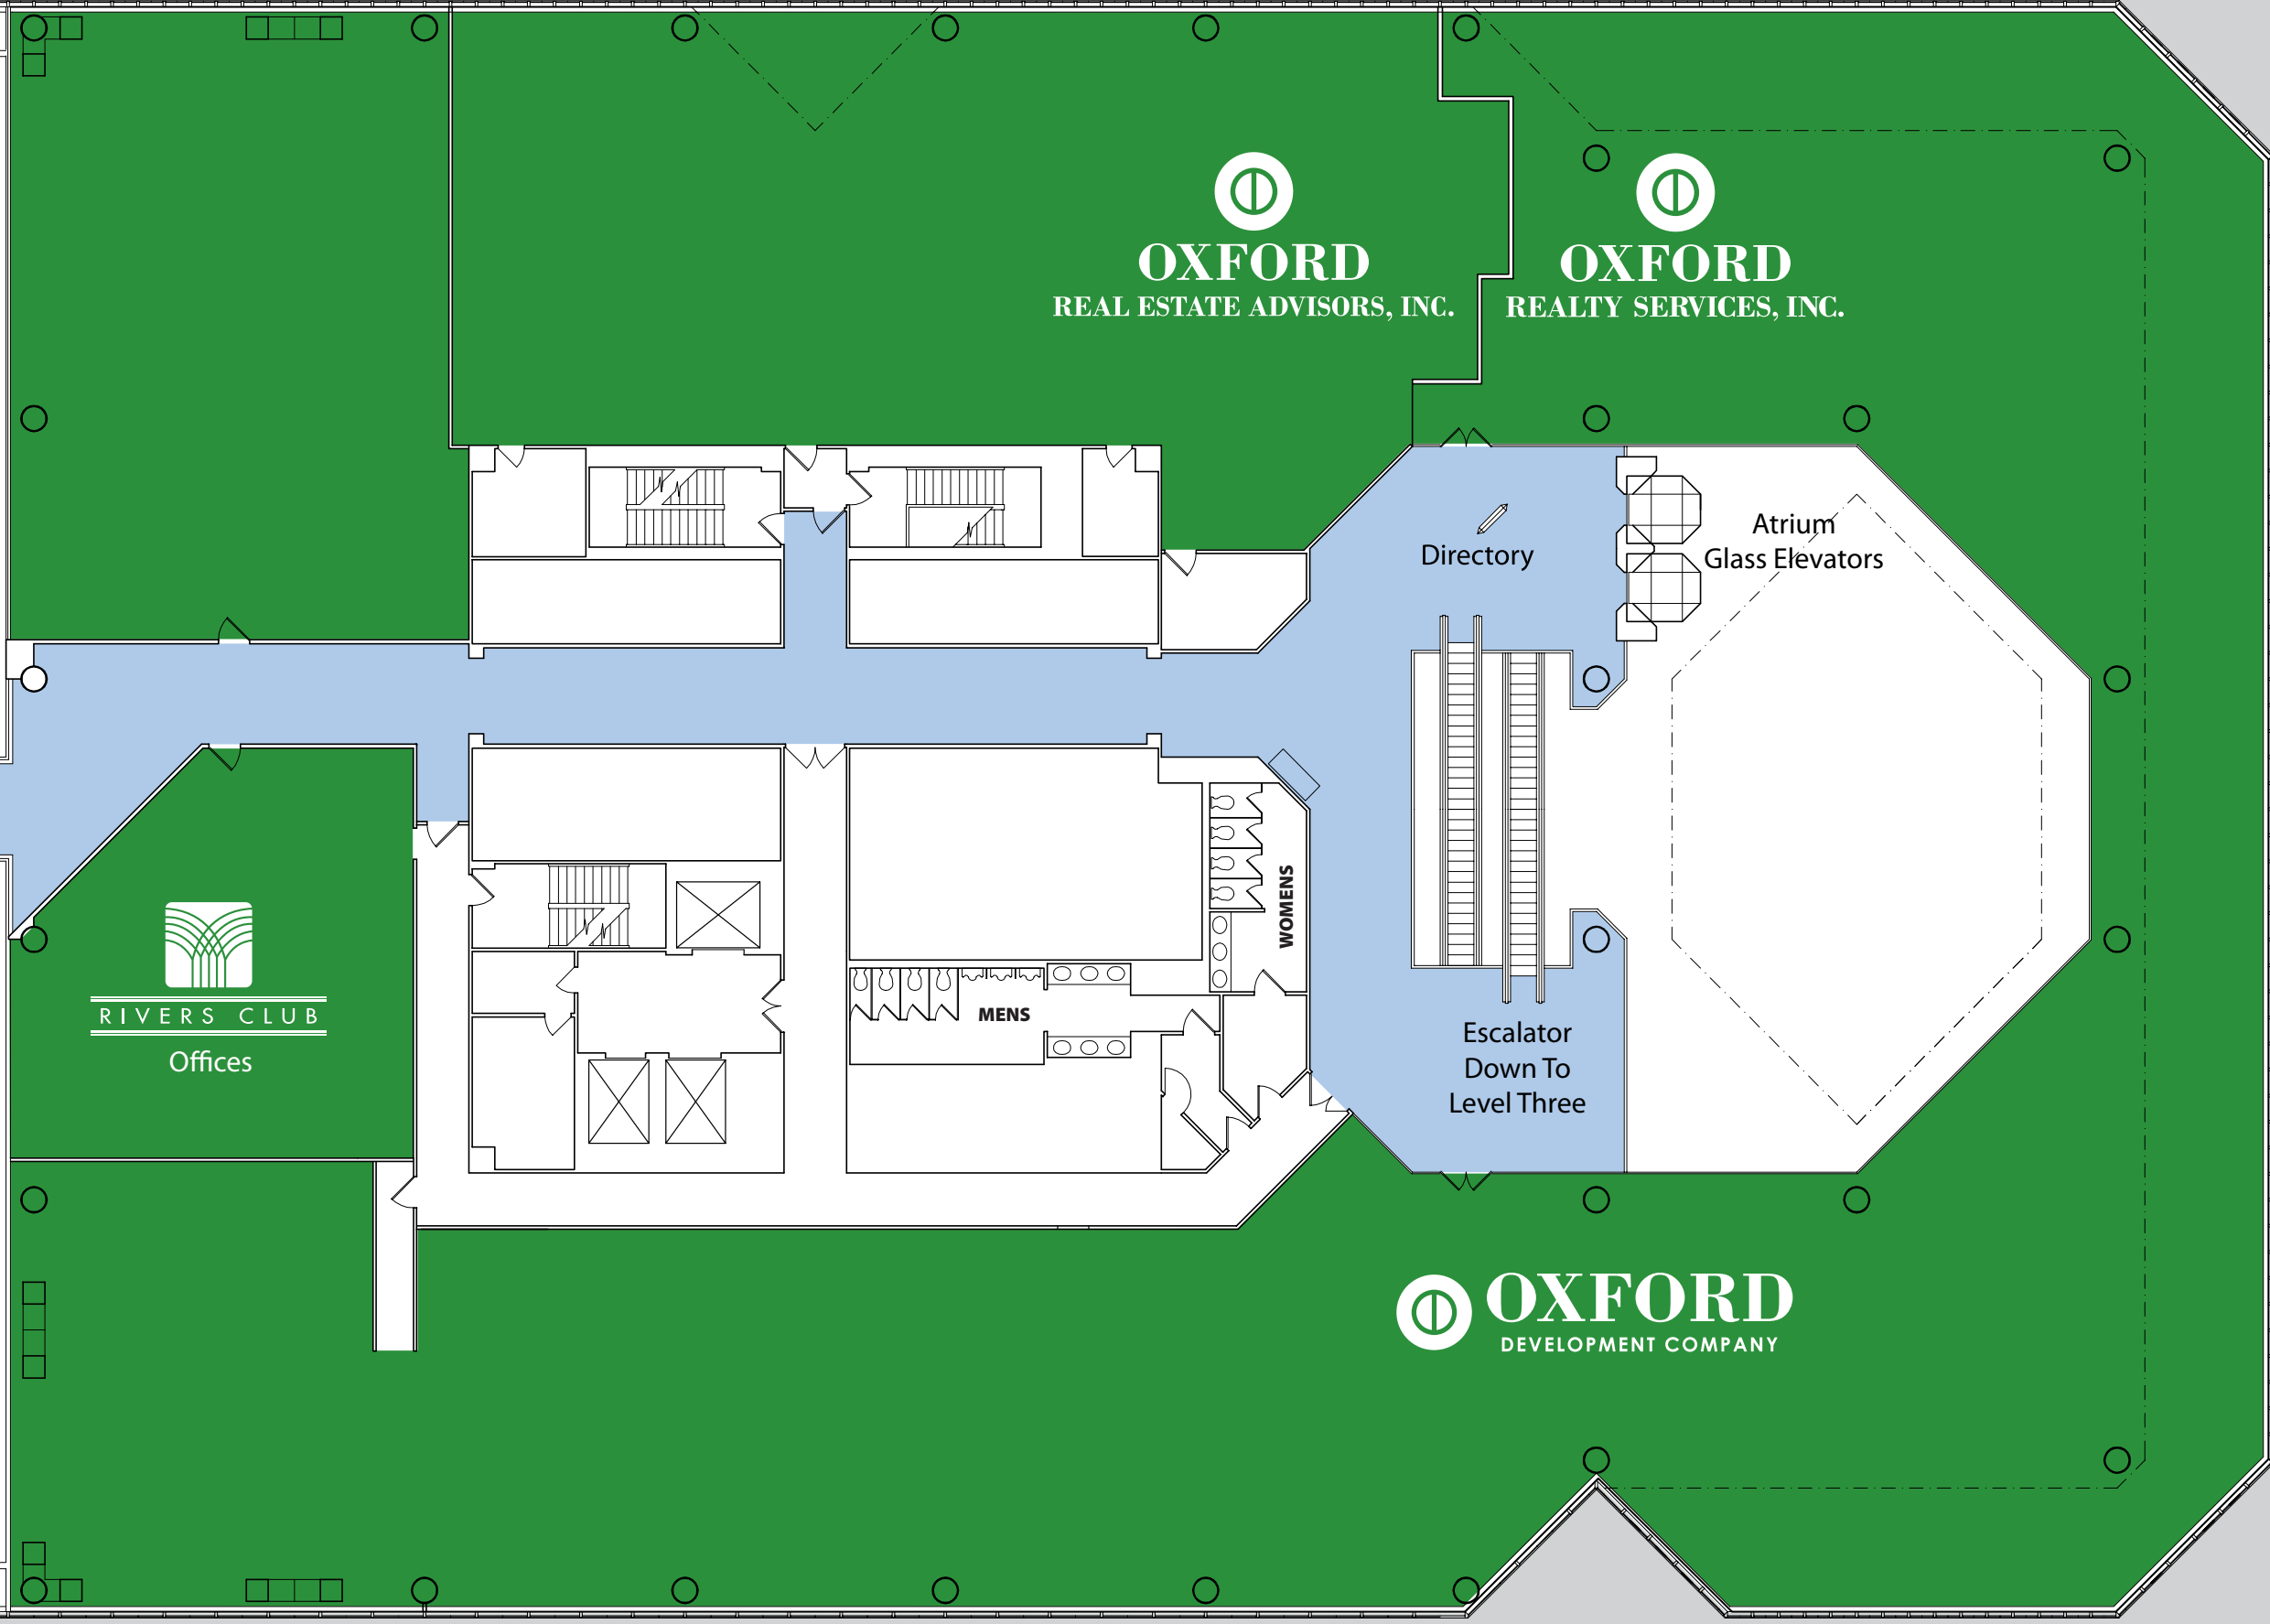 OXFORD
REAL ESTATE ADVISORS, INC.
OXFORD
REALTY SERVICES, INC.
Directory
Atrium
Glass Elevators
WOMENS
MENS
RIVERS CLUB
Offices
Escalator
Down To
Level Three
OXFORD
DEVELOPMENT COMPANY